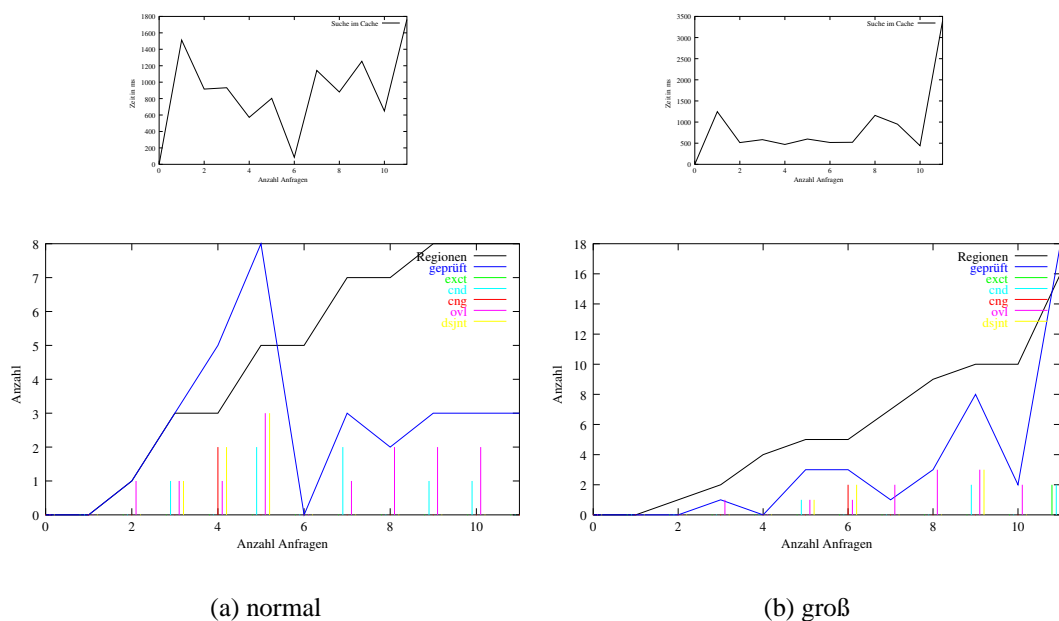 1800
1600
1400
1200
1000
800
600
400
200
0
Zeit in ms
Suche im Cache
0 2 4 6 8 10
Anzahl Anfragen
3500
3000
2500
2000
1500
1000
500
0
Zeit in ms
Suche im Cache
0 2 4 6 8 10
Anzahl Anfragen
8
7
6
5
4
3
2
1
0
Anzahl
Regionen
geprüft
exct
cnd
cng
ovl
dsjnt
0 2 4 6 8 10
Anzahl Anfragen
(a) normal
18
16
14
12
10
8
6
4
2
0
Anzahl
Regionen
geprüft
exct
cnd
cng
ovl
dsjnt
0 2 4 6 8 10
Anzahl Anfragen
(b) groß